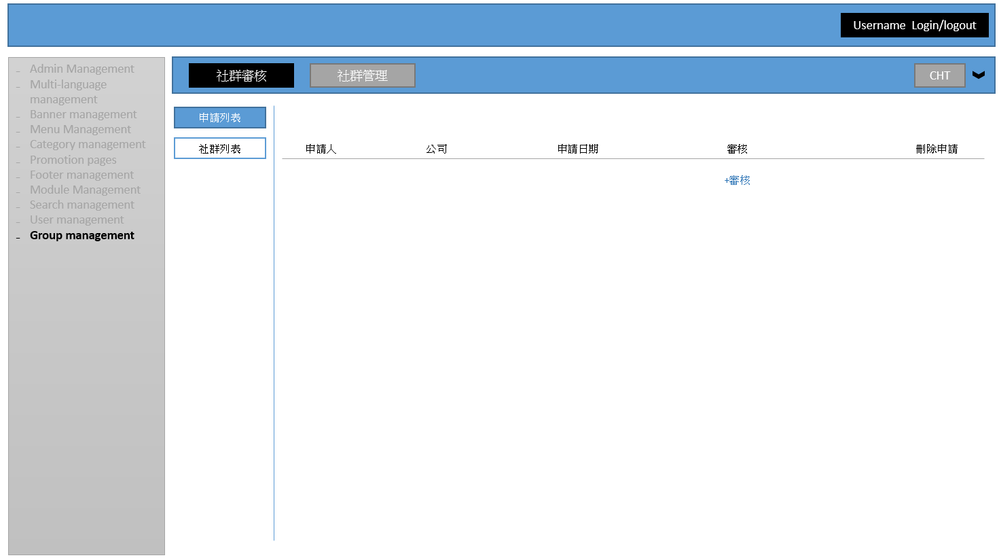 Username Login/logout
社群審核
社群管理
CHT
_ Admin Management
_ Multi-language
management
_ Banner management
_ Menu Management
_ Category management
_ Promotion pages
_ Footer management
_ Module Management
_ Search management
_ User management
_ Group management
申請列表
社群列表
申請人 公司 申請日期 審核 刪除申請
+審核